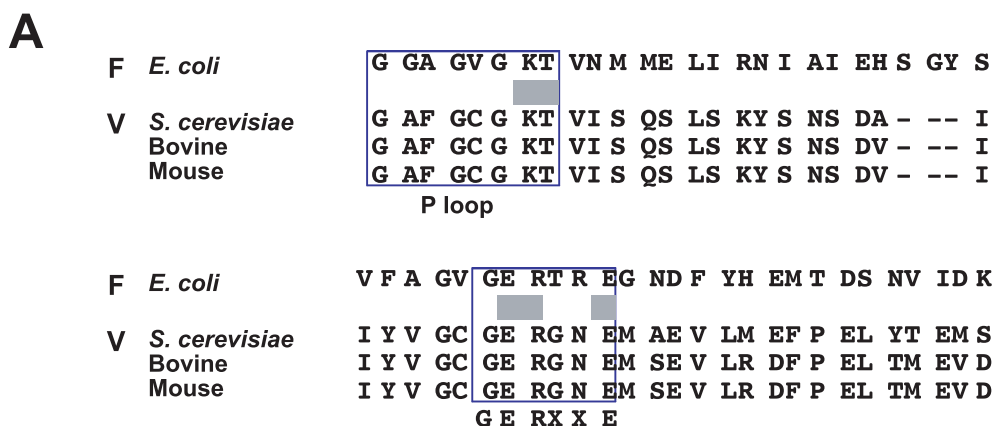 A
F E. coli G GA GV G KT VN M ME LI RN I AI EH S GY S
V S. cerevisiae G AF GC G KT VI S QS LS KY S NS DA - -- I
Bovine G AF GC G KT VI S QS LS KY S NS DV - -- I
Mouse G AF GC G KT VI S QS LS KY S NS DV - -- I
P loop
F E. coli V F A GV GE RT R EG ND F YH EM T DS NV ID K
V S. cerevisiae I Y V GC GE RG N EM AE V LM EF P EL YT EM S
Bovine I Y V GC GE RG N EM SE V LR DF P EL TM EV D
Mouse I Y V GC GE RG N EM SE V LR DF P EL TM EV D
G E RX X E